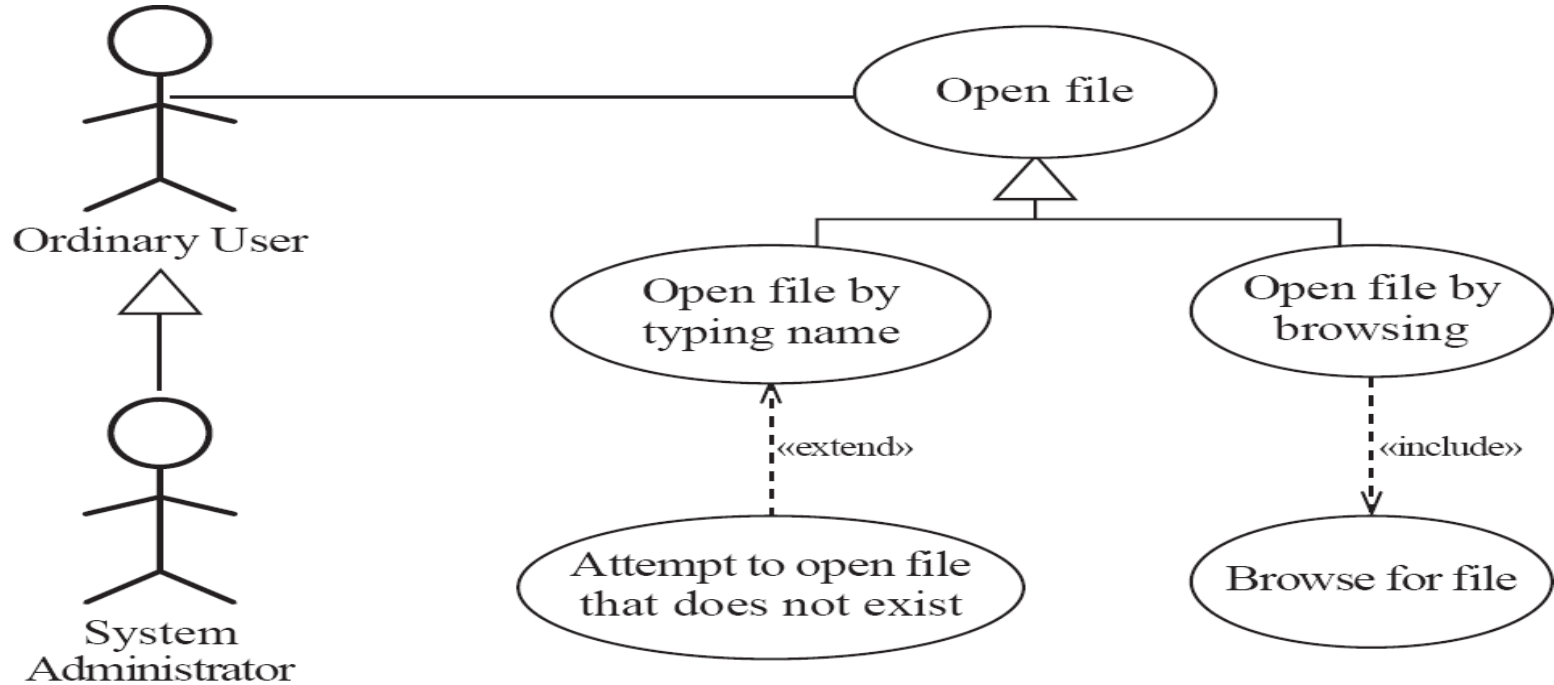 Open file
Ordinary User
Open file by
typing name
Open file by
browsing
«extend»
«include»
Attempt to open file
that does not exist
Browse for file
System
Administrator